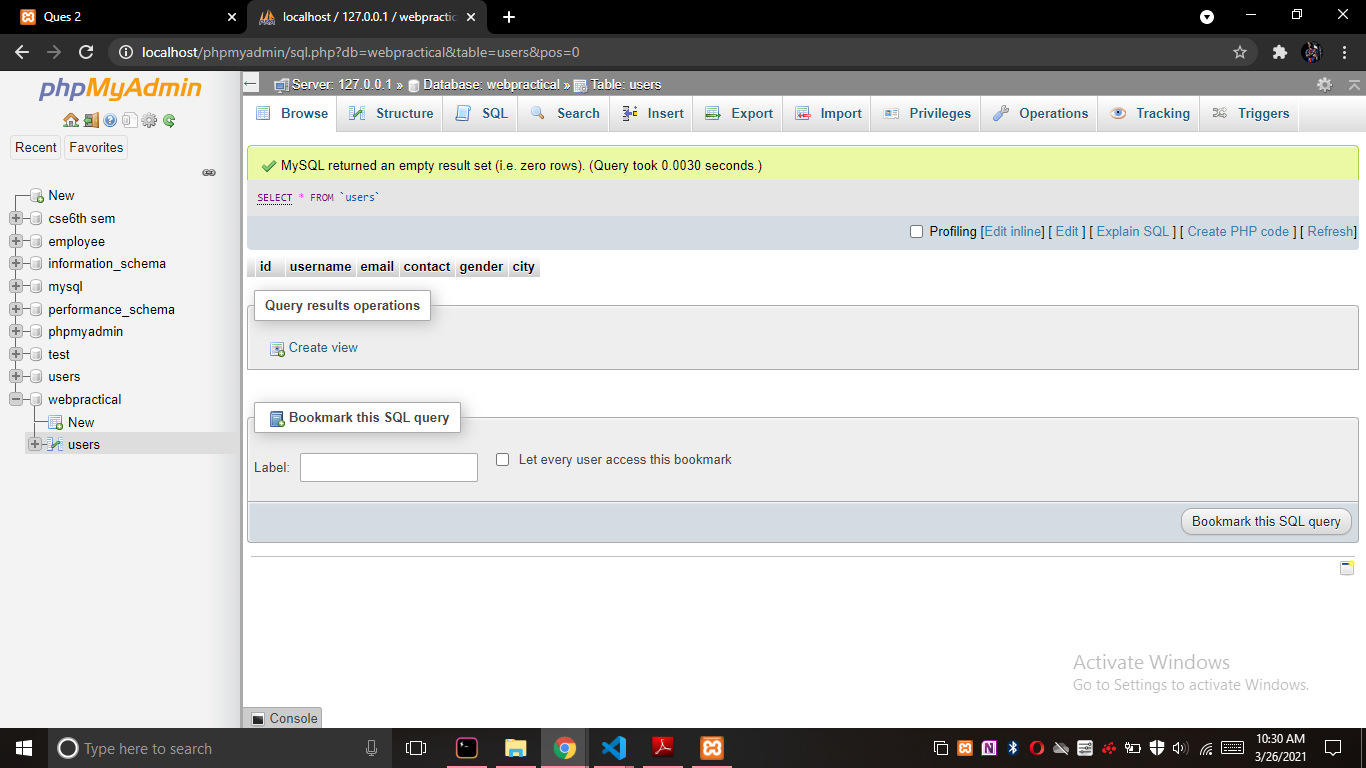 Ques 2
localhost / 127.0.0.1 / webpractic
localhost/phpmyadmin/sql.php?db=webpractical&table=users&pos=0
phpMyAdmin
Recent Favorites
New
cse6th sem
employee
information_schema
mysql
performance_schema
phpmyadmin
test
users
webpractical
New
users
Server: 127.0.0.1 » Database: webpractical » Table: users
Browse Structure SQL Search Insert Export Import Privileges Operations Tracking Triggers
MySQL returned an empty result set (i.e. zero rows). (Query took 0.0030 seconds.)
SELECT * FROM `users`
Profiling [Edit inline] [ Edit ] [ Explain SQL ] [ Create PHP code ] [ Refresh]
id username email contact gender city
Query results operations
Create view
Bookmark this SQL query
Label: Let every user access this bookmark
Bookmark this SQL query
Activate Windows
Go to Settings to activate Windows.
Console
Type here to search
10:30 AM
3/26/2021